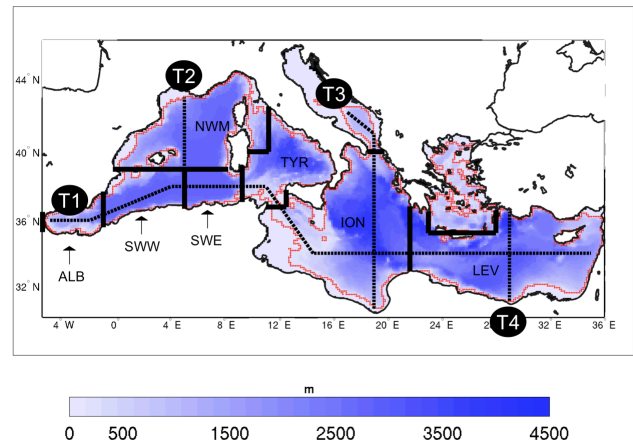 44° N
T2
T3
NWM
40° N
TYR
T1
36° N
ION
SWW
SWE
ALB
LEV
32° N
T4
4 W
0
4 E
8 E
12 E
16 E
20 E
24 E
28 E
32 E
36 E
m
0 500 1500 2500 3500 4500